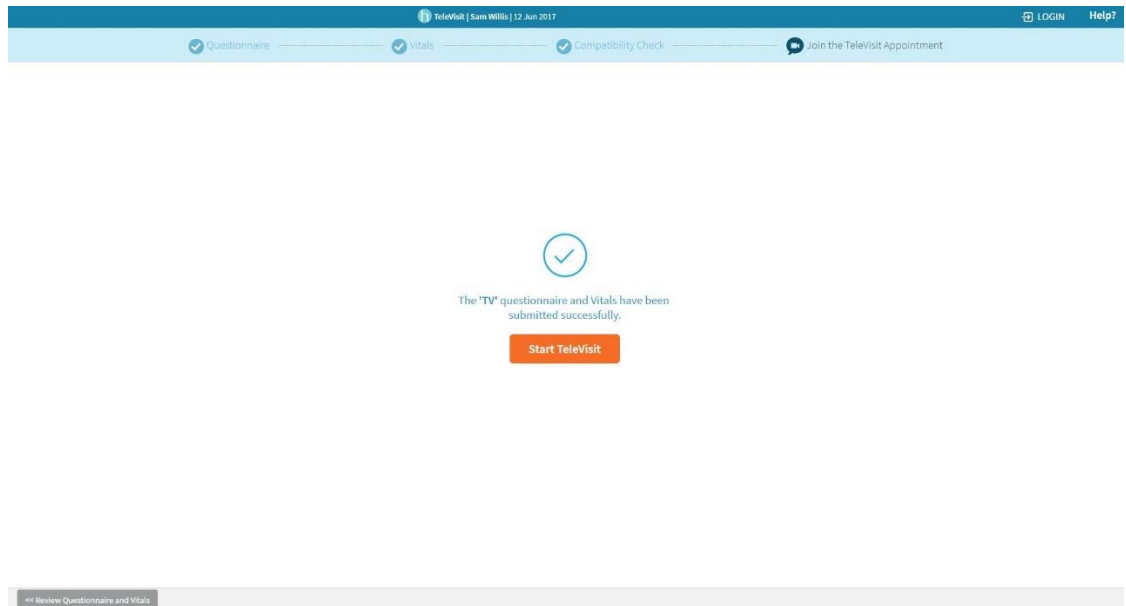 TeleVisit | Sam Willis | 12 Jun 2017
LOGIN
Help?
Questionnaire
Vitals
Compatibility Check
Join the TeleVisit Appointment
The 'TV' questionnaire and Vitals have been
submitted successfully.
Start TeleVisit
<< Review Questionnaire and Vitals